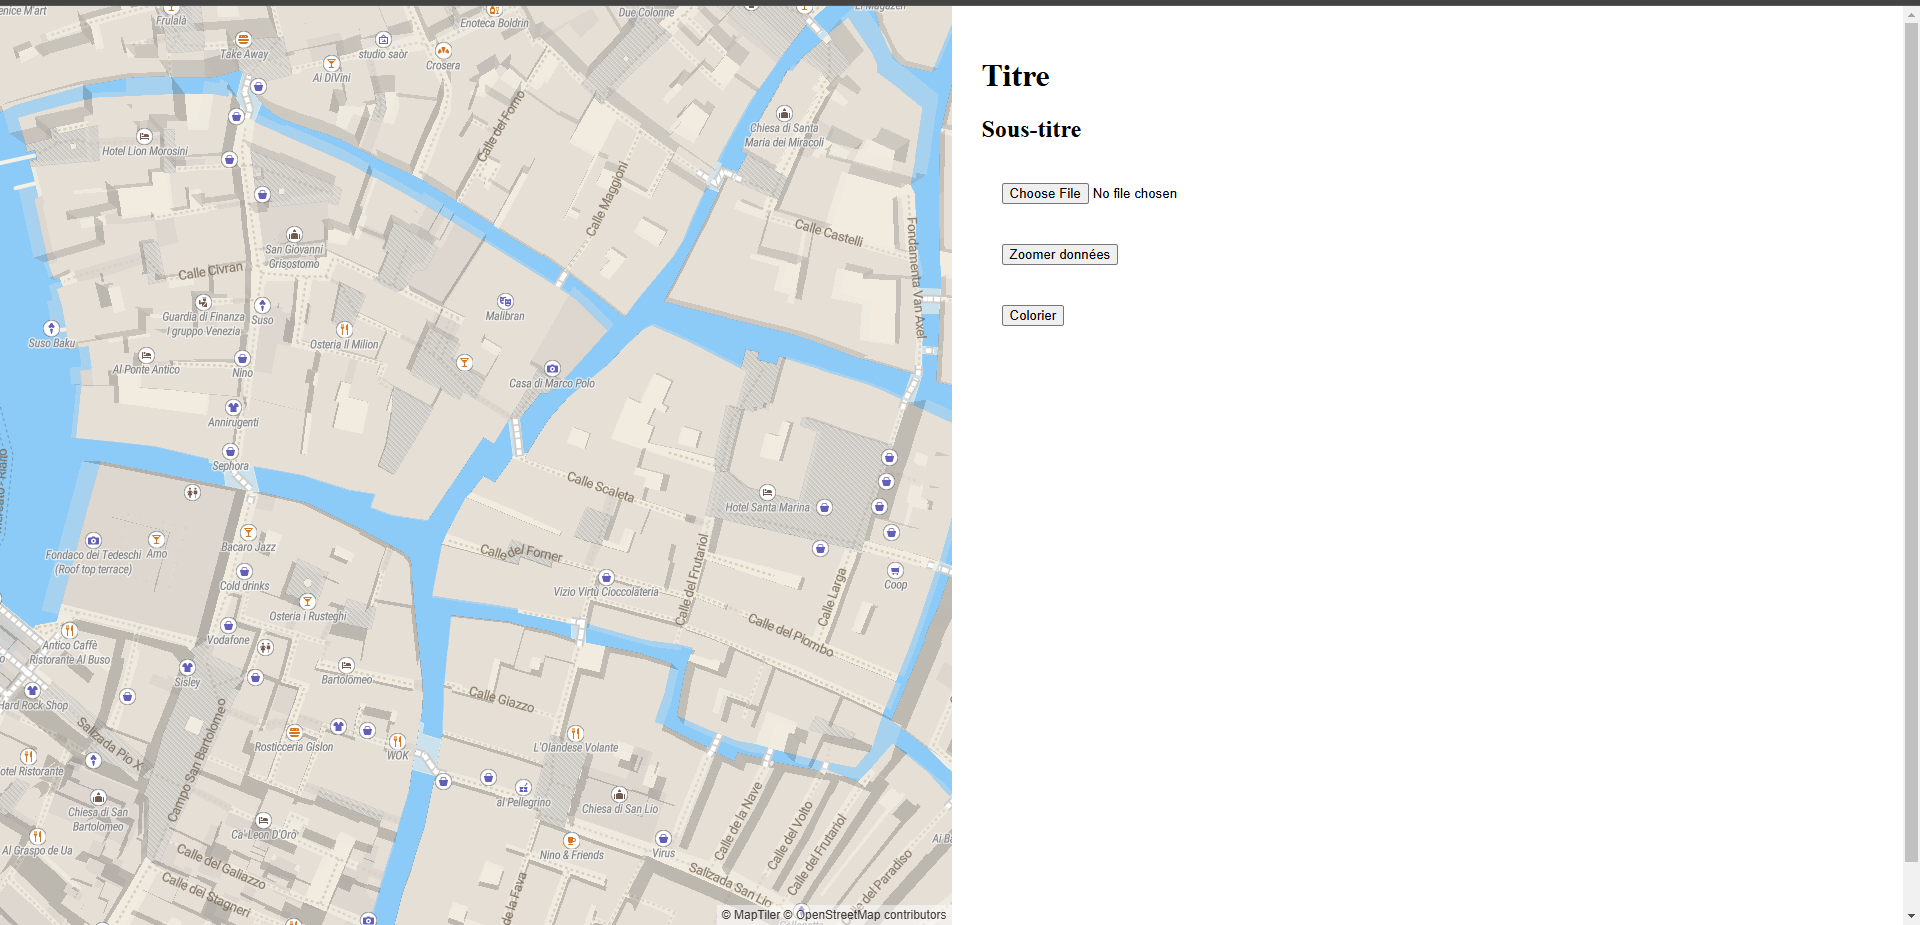 enice M'art
Frulalà
Enoteca Boldrin
Due Colonne
El Magazen
Take Away
studio saòr
Crosera
Ai DiVini
Calle del Forno
Chiesa di Santa
Maria dei Miracoli
Hotel Lion Morosini
Calle Maggioni
Calle Castelli
Fondamenta Van Axel
San Giovanni
Grisostomo
Calle Civran
Guardia di Finanza
I gruppo Venezia
Suso
Malibran
Suso Baku
Osteria Il Milion
Al Ponte Antico
Nino
Casa di Marco Polo
Annirugenti
Sephora
Calle Scaleta
Hotel Santa Marina
Bacaro Jazz
Fondaco dei Tedeschi
(Roof top terrace)
Amo
Calle del Forner
Calle del Frutariol
Cold drinks
Vizio Virtù Cioccolateria
Calle Larga
Coop
Osteria i Rusteghi
Vodafone
Calle del Piombo
Antico Caffè
Ristorante Al Buso
Sisley
Bartolomeo
Hard Rock Shop
Calle Giazzo
Salizada Pio X
Campo San Bartolomeo
Rosticceria Gislon
WOK
L'Olandese Volante
otel Ristorante
al Pellegrino
Chiesa di San Lio
Calle de la Nave
Calle del Volto
Calle del Frutariol
Chiesa di San
Bartolomeo
Ca' Leon D'Oro
Al Graspo de Ua
Nino & Friends
Virus
Ai Ba
Calle del Galiazzo
Calle dei Stagneri
de la Fava
Salizada San Lio
del Paradiso
© MapTiler © OpenStreetMap contributors
Titre
Sous-titre
Choose File No file chosen
Zoomer données
Colorier